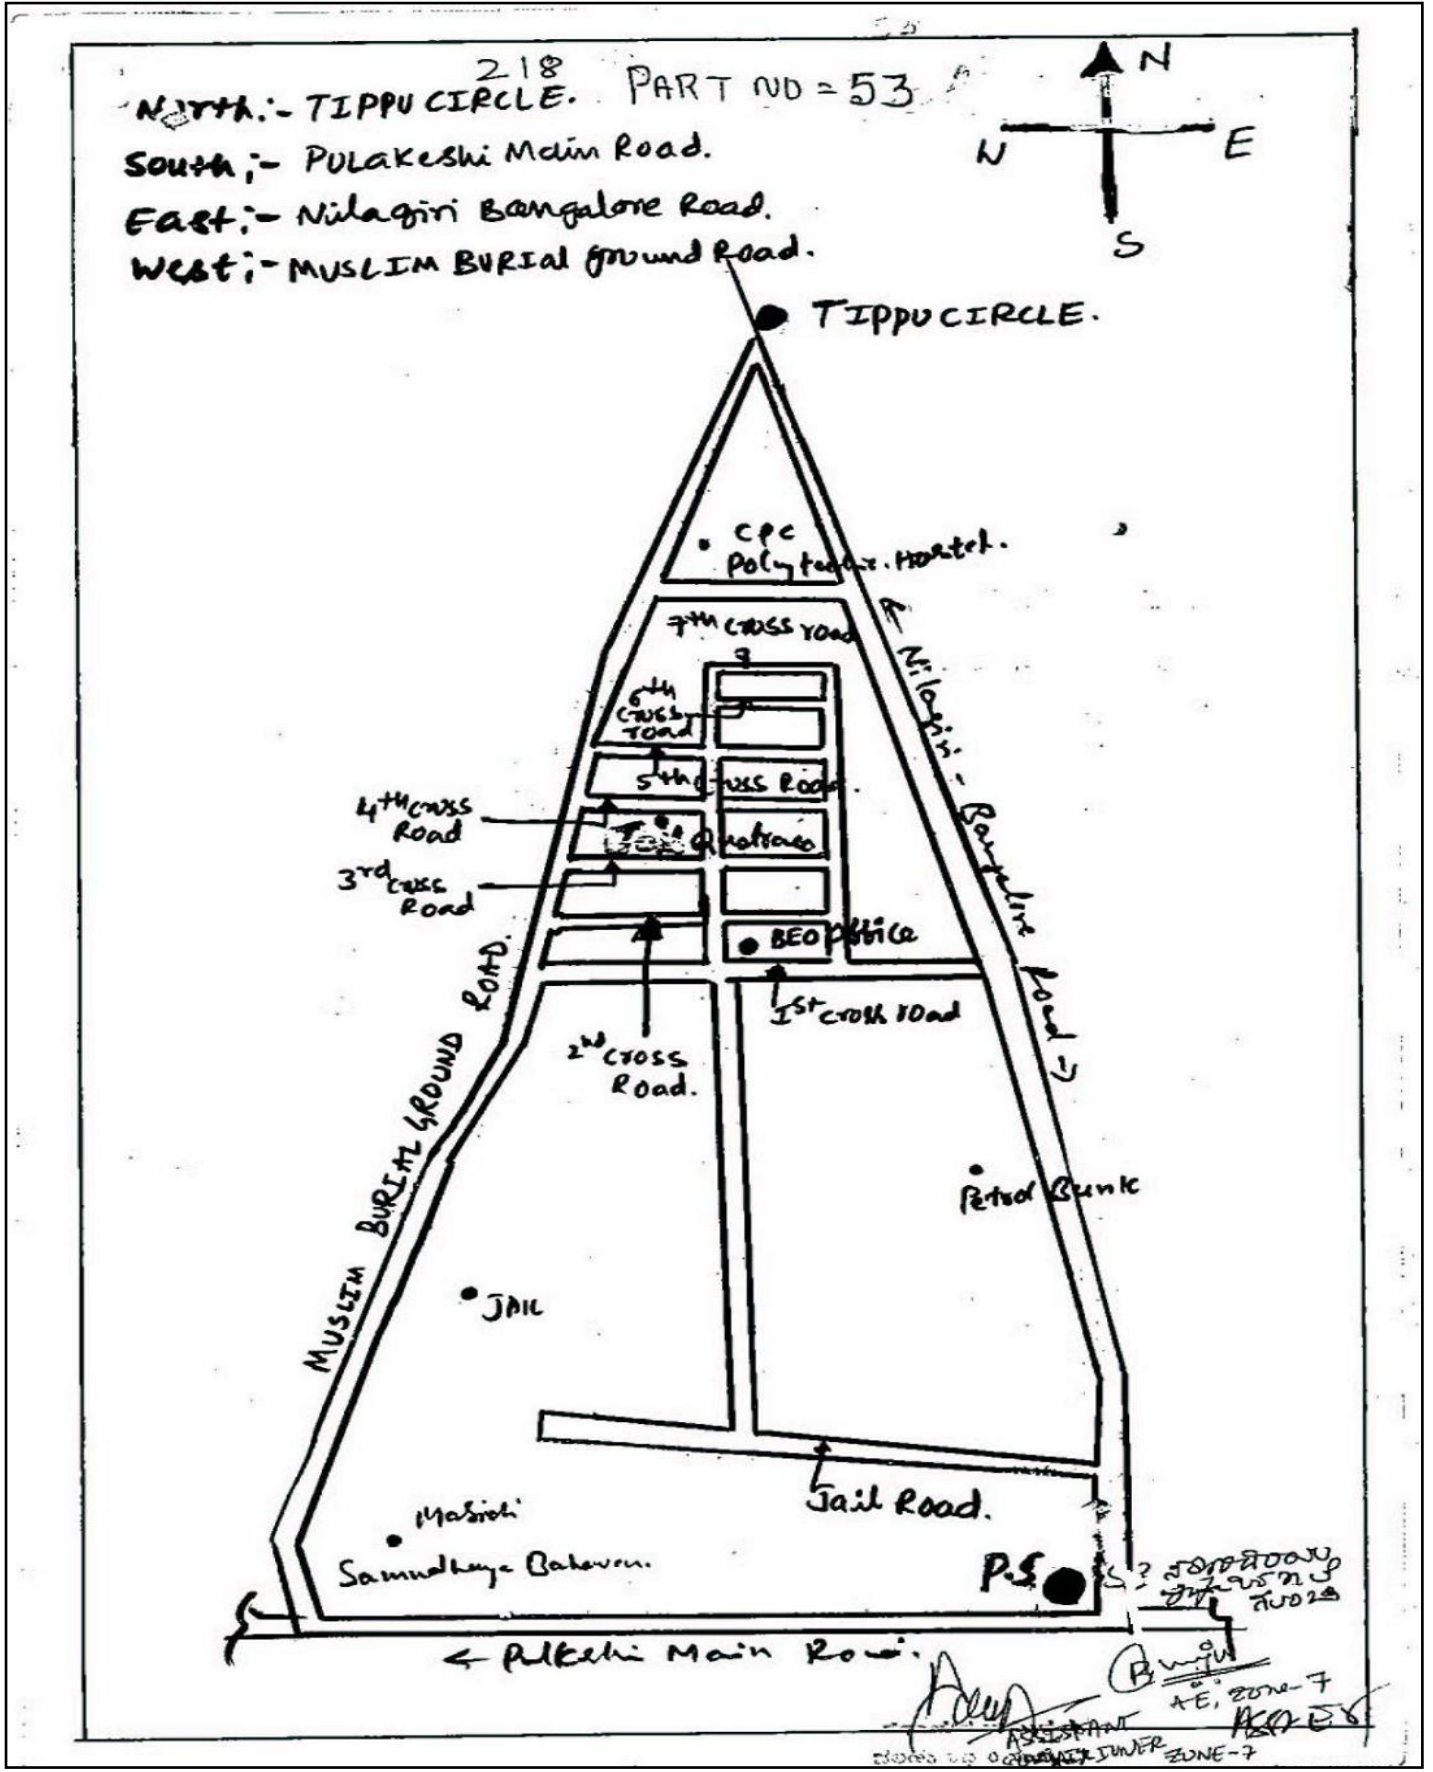 218 PART NO = 53
North:- TIPPU CIRCLE.
South:- PULAKeshi Main Road.
East:- Nilagiri Bangalore Road.
West:- MUSLIM BURIal ground Road.
N
N
E
S
TIPPU CIRCLE.
CPC
Polytechnic. Hostel.
7th cross road
6th
cross
road
5th cross Road.
4th cross
Road
3rd cross
Road
BEO office
1st cross road
2nd cross
Road.
← Nilagiri - Bangalore Road →
MUSLIM BURIAL GROUND ROAD.
Petrol Bunk
JAIL
Jail Road.
Samudhaya Bahavan.
P.S
← Pulkeshi Main Road.
A.E, Zone-7
ASSISTANT
ZONE-7